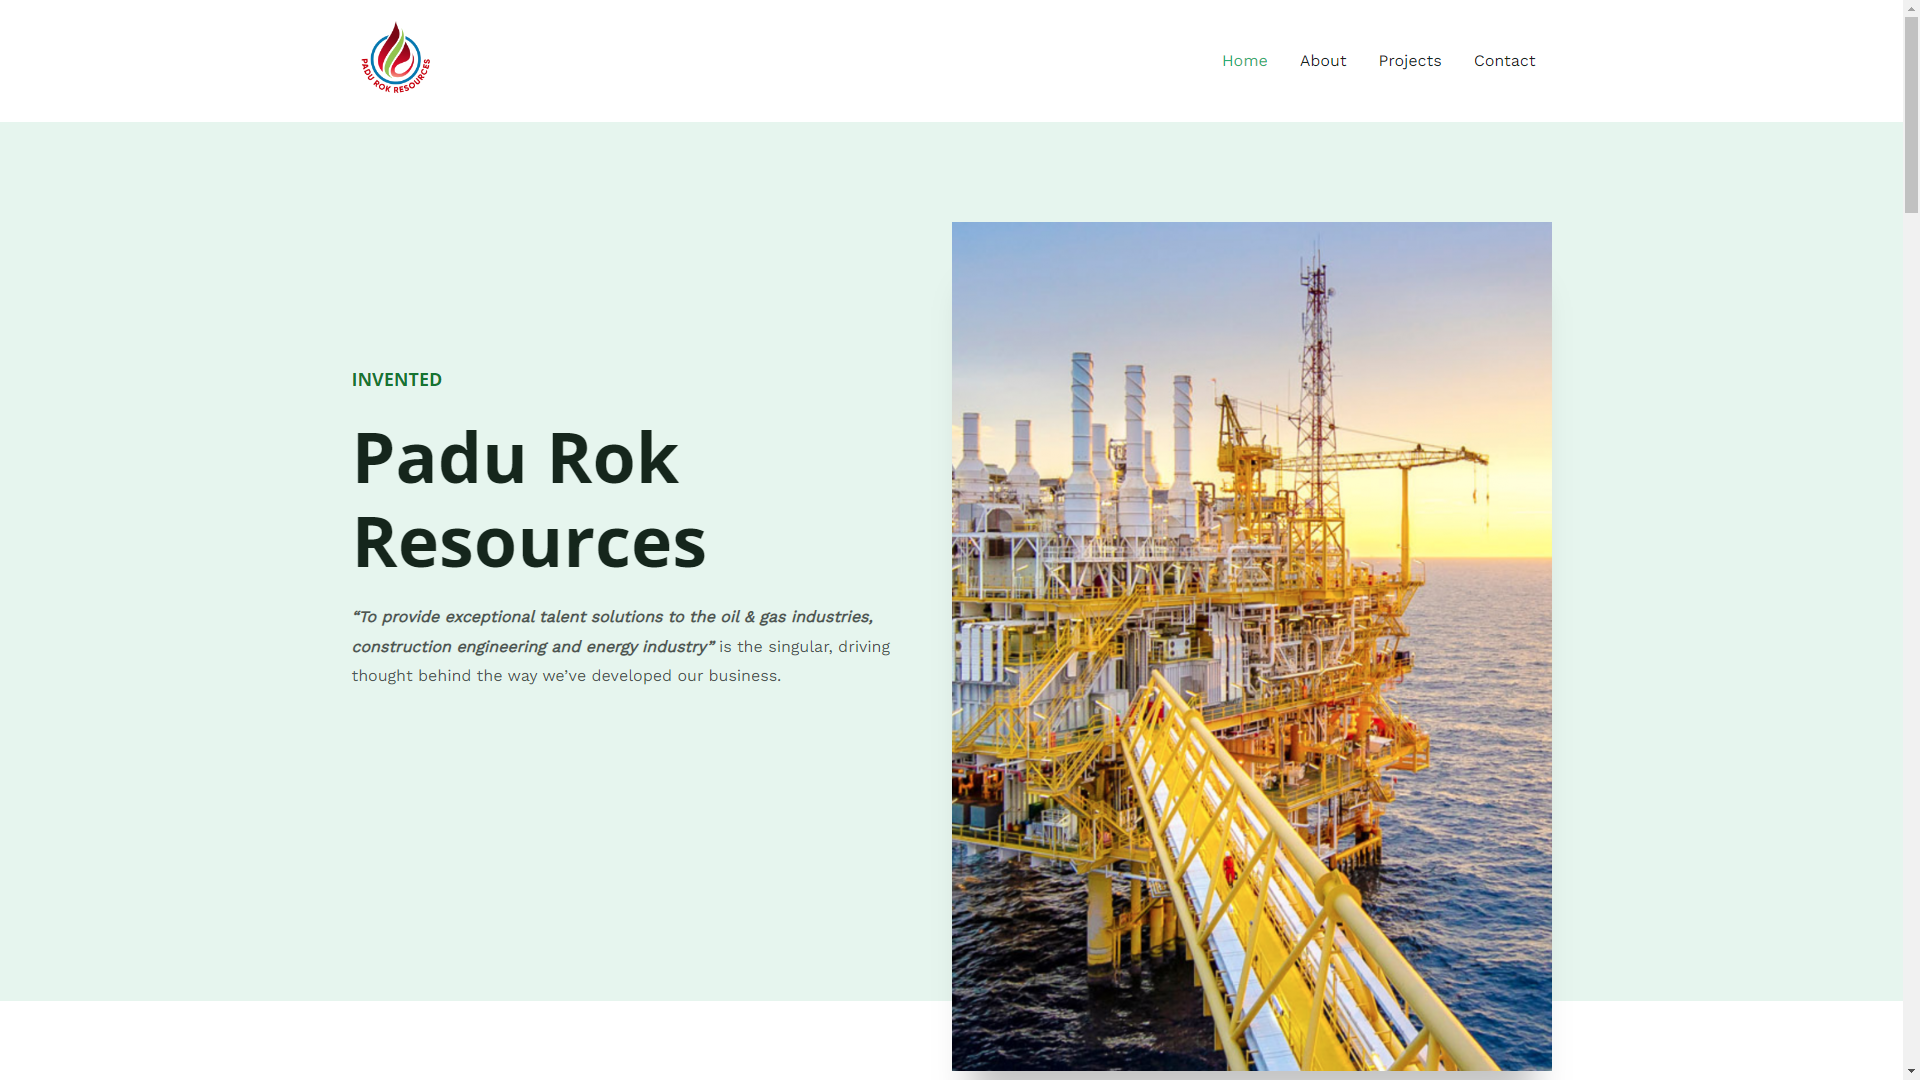 PADU ROK RESOURCES
Home
About
Projects
Contact
INVENTED
Padu Rok
Resources
“To provide exceptional talent solutions to the oil & gas industries,
construction engineering and energy industry” is the singular, driving
thought behind the way we’ve developed our business.